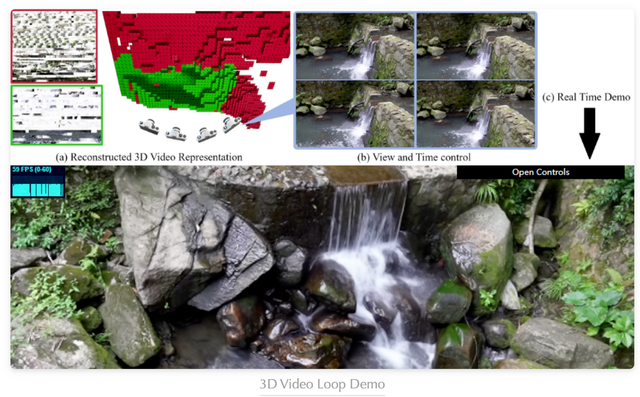 (c) Real Time Demo
(a) Reconstructed 3D Video Representation
(b) View and Time control
59 FPS (0-60)
Open Controls
3D Video Loop Demo